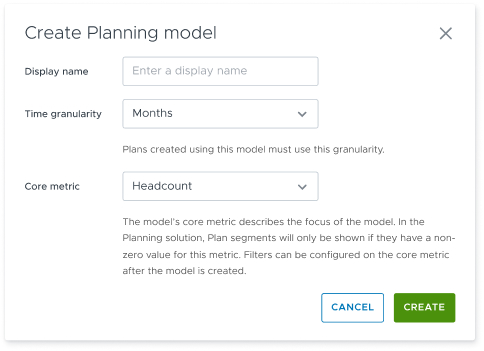 Create Planning model
Display name
Enter a display name
Time granularity
Months
Plans created using this model must use this granularity.
Core metric
Headcount
The model's core metric describes the focus of the model. In the
Planning solution, Plan segments will only be shown if they have a non-
zero value for this metric. Filters can be configured on the core metric
after the model is created.
CANCEL
CREATE